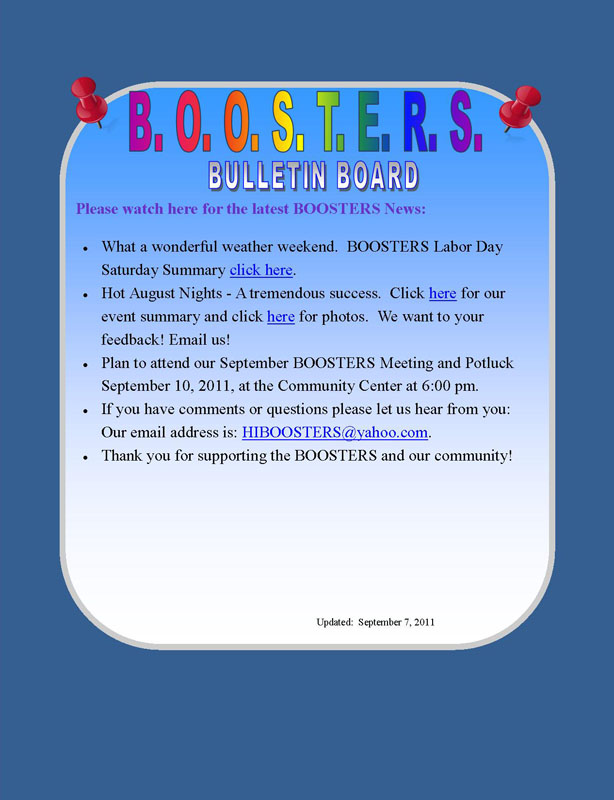 B. O. O. S. T. E. R. S.
BULLETIN BOARD
Please watch here for the latest BOOSTERS News:
• What a wonderful weather weekend.  BOOSTERS Labor Day
Saturday Summary click here.
• Hot August Nights - A tremendous success.  Click here for our
event summary and click here for photos.  We want to your
feedback! Email us!
• Plan to attend our September BOOSTERS Meeting and Potluck
September 10, 2011, at the Community Center at 6:00 pm.
• If you have comments or questions please let us hear from you:
Our email address is: HIBOOSTERS@yahoo.com.
• Thank you for supporting the BOOSTERS and our community!
Updated:  September 7, 2011